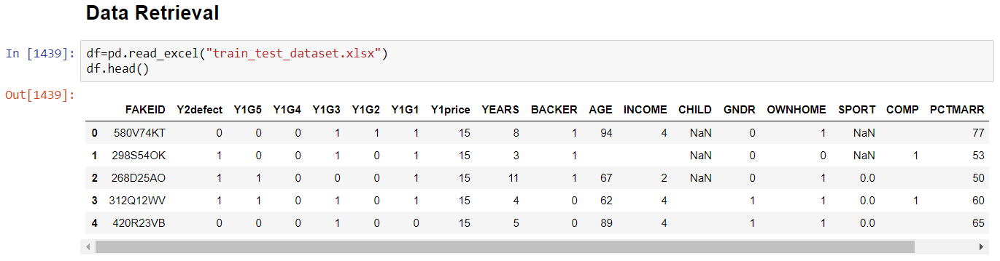 Data Retrieval
In [1439]: df=pd.read_excel("train_test_dataset.xlsx")
df.head()
Out[1439]:
FAKEID Y2defect Y1G5 Y1G4 Y1G3 Y1G2 Y1G1 Y1price YEARS BACKER AGE INCOME CHILD GNDR OWNHOME SPORT COMP PCTMARR
0 580V74KT 0 0 0 1 1 1 15 8 1 94 4 NaN 0 1 NaN 77
1 298S54OK 1 0 0 1 0 1 15 3 1 NaN 0 0 NaN 1 53
2 268D25AO 1 1 0 0 0 1 15 11 1 67 2 NaN 0 1 0.0 50
3 312Q12WV 1 1 0 1 0 1 15 4 0 62 4 1 1 0.0 1 60
4 420R23VB 0 0 0 1 0 0 15 5 0 89 4 1 1 0.0 65